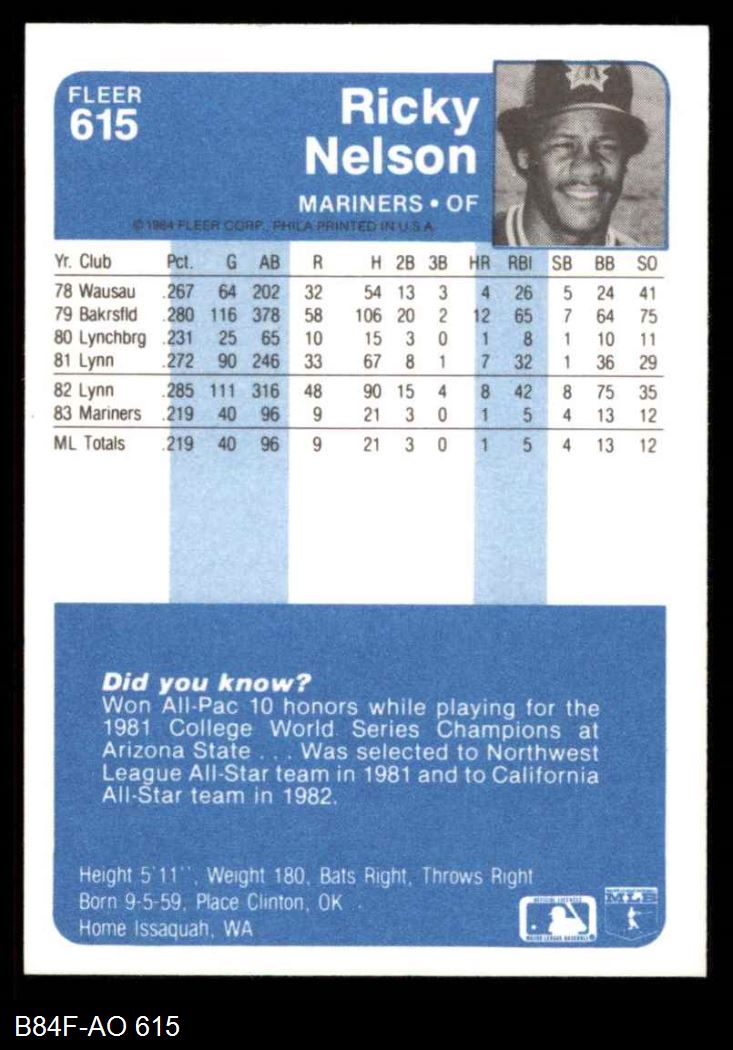 FLEER
615
Ricky
Nelson
MARINERS • OF
© 1984 FLEER CORP., PHILA PRINTED IN U.S.A.
Yr. Club Pct. G AB R H 2B 3B HR RBI SB BB SO
78 Wausau .267 64 202 32 54 13 3 4 26 5 24 41
79 Bakrsfld .280 116 378 58 106 20 2 12 65 7 64 75
80 Lynchbrg .231 25 65 10 15 3 0 1 8 1 10 11
81 Lynn .272 90 246 33 67 8 1 7 32 1 36 29
82 Lynn .285 111 316 48 90 15 4 8 42 8 75 35
83 Mariners .219 40 96 9 21 3 0 1 5 4 13 12
ML Totals .219 40 96 9 21 3 0 1 5 4 13 12
Did you know?
Won All-Pac 10 honors while playing for the
1981 College World Series Champions at
Arizona State . . . Was selected to Northwest
League All-Star team in 1981 and to California
All-Star team in 1982.
Height 5'11'', Weight 180, Bats Right, Throws Right
Born 9-5-59, Place Clinton, OK
Home Issaquah, WA
MLB
B84F-AO 615